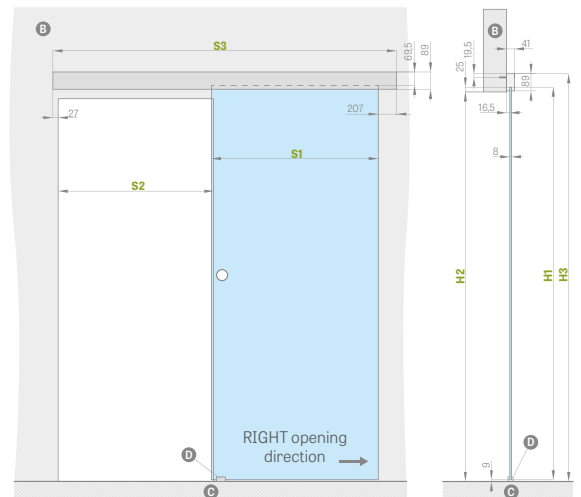 B
S3
69,5
89
27
207
S1
S2
RIGHT opening
direction
D
C
B
41
19,5
25
89
16,5
8
H2
H1
H3
D
9
C